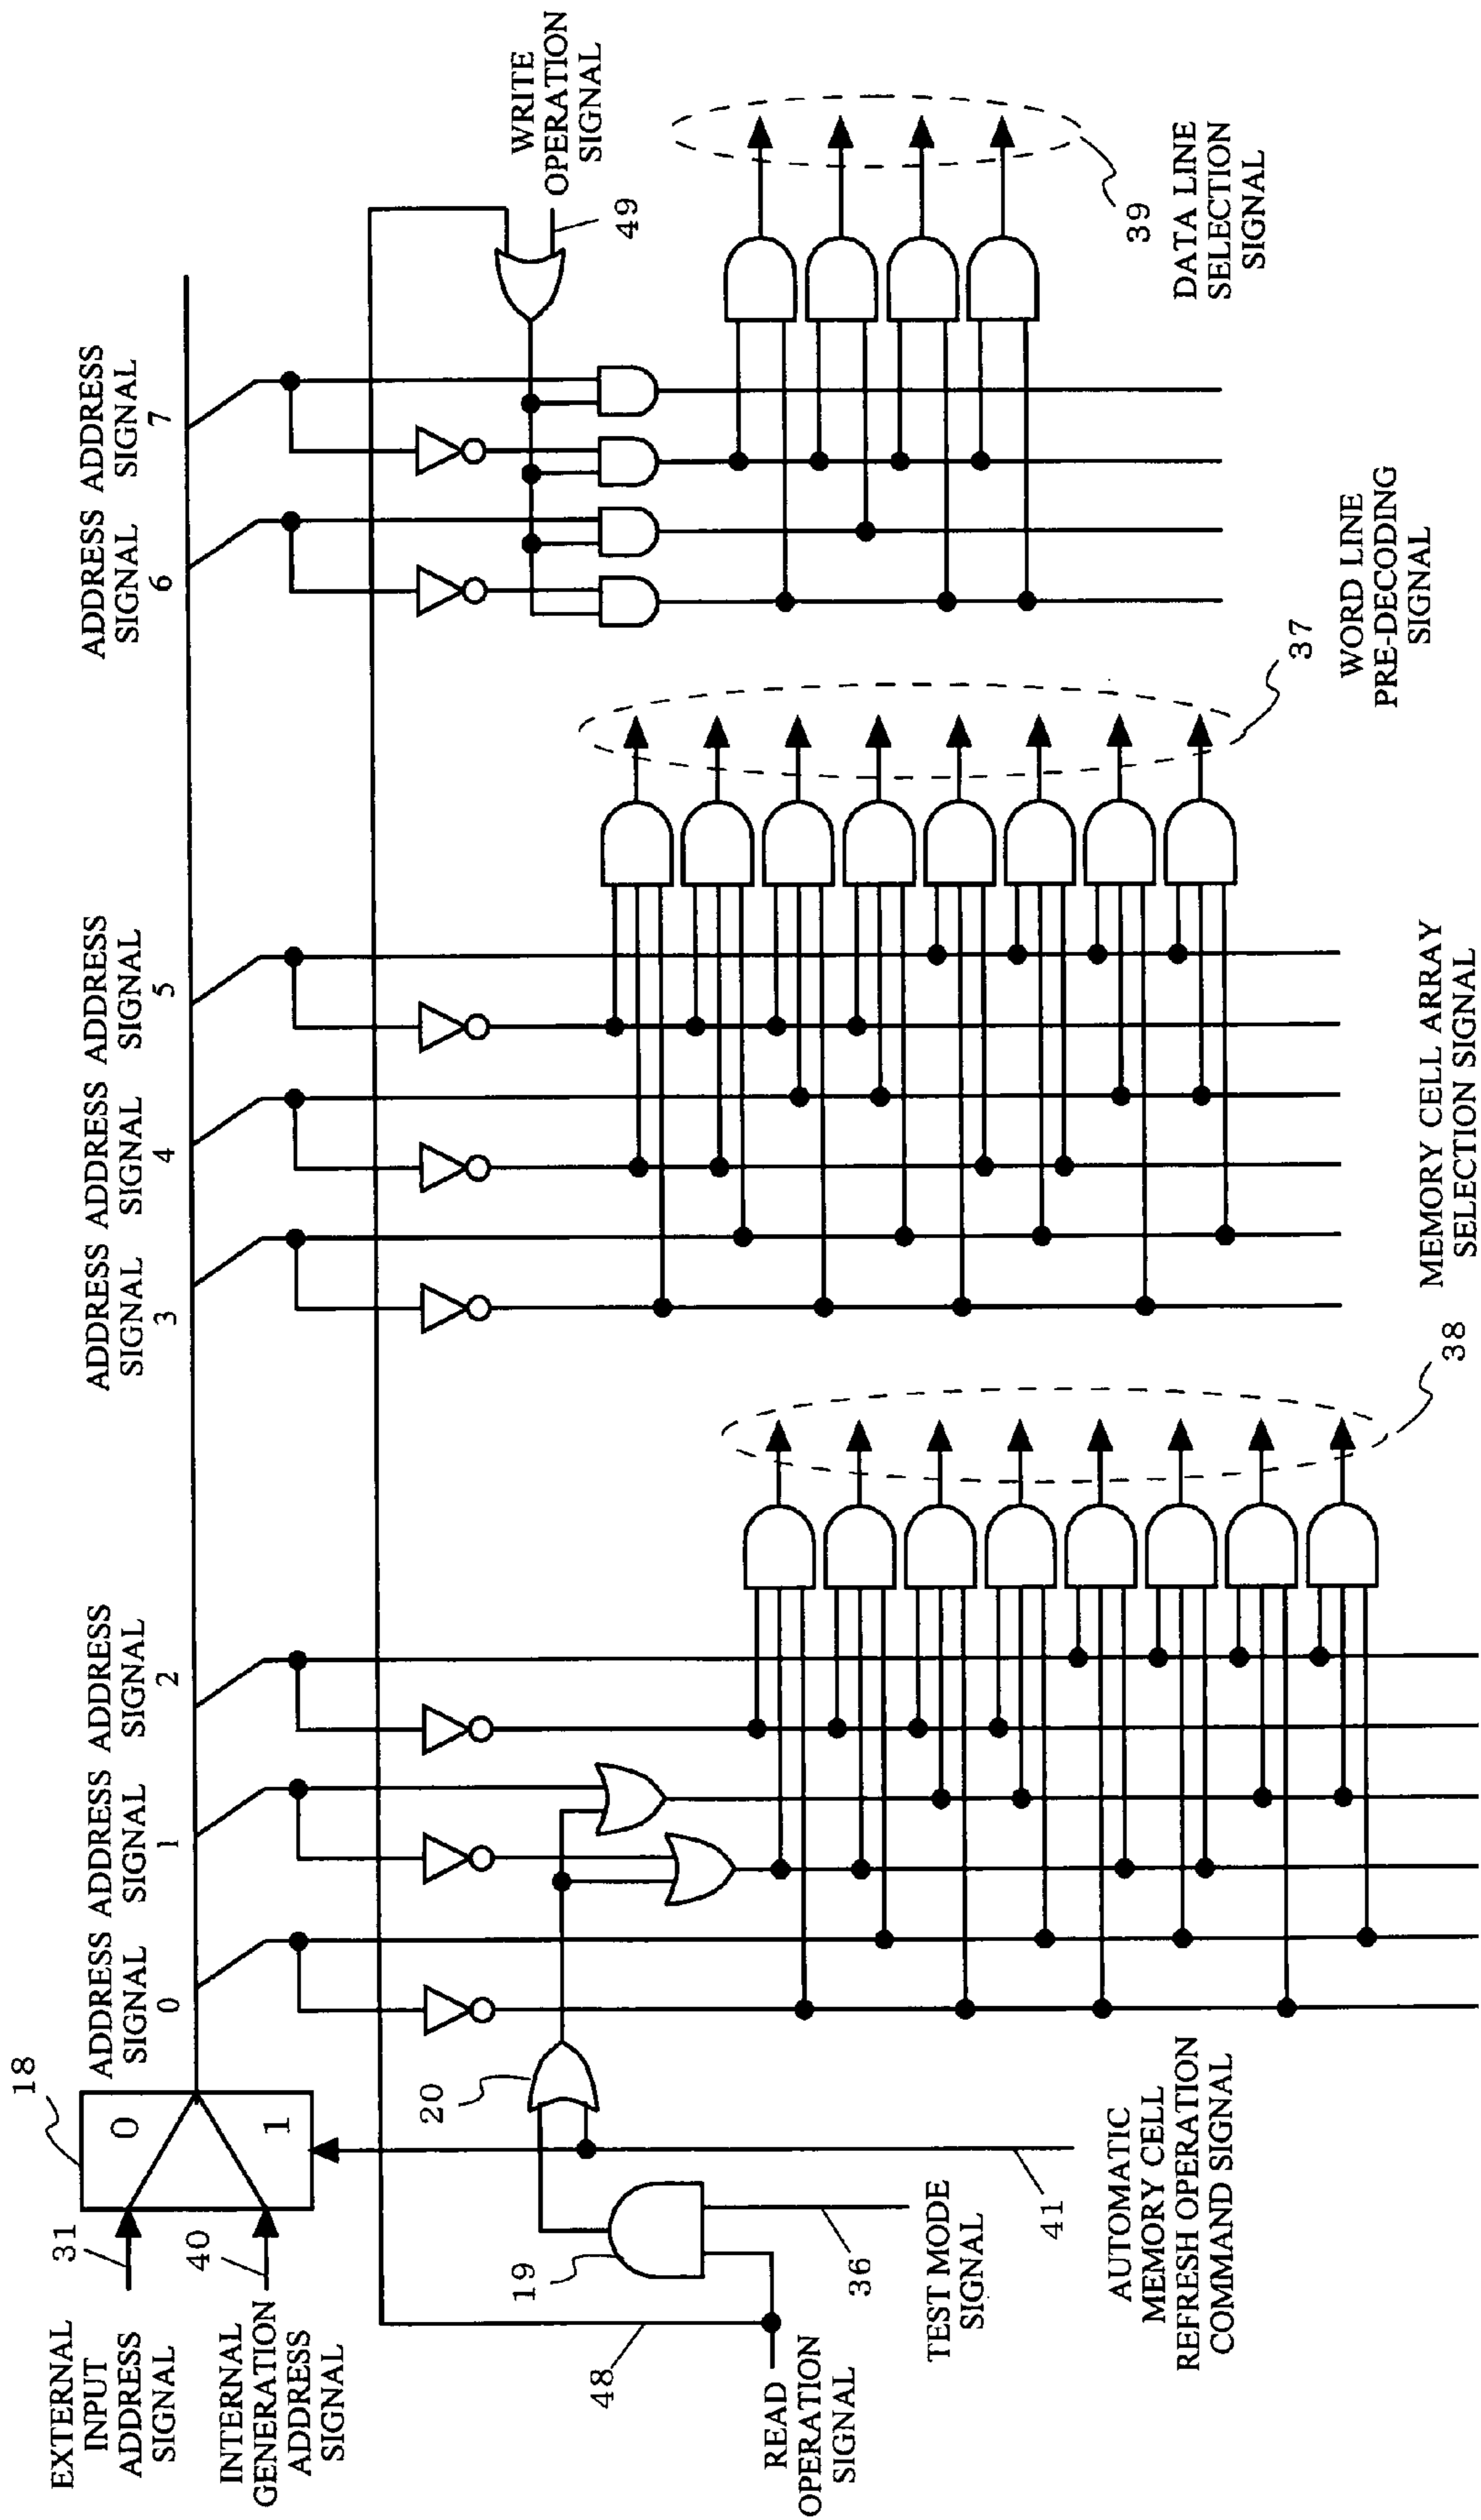 EXTERNAL
INPUT
ADDRESS
SIGNAL
31
INTERNAL
GENERATION
ADDRESS
SIGNAL
40
18
0
1
ADDRESS
SIGNAL
0
ADDRESS
SIGNAL
1
ADDRESS
SIGNAL
2
ADDRESS
SIGNAL
3
ADDRESS
SIGNAL
4
ADDRESS
SIGNAL
5
ADDRESS
SIGNAL
6
ADDRESS
SIGNAL
7
WRITE
OPERATION
SIGNAL
49
20
19
48
READ
OPERATION
SIGNAL
36
TEST MODE
SIGNAL
41
AUTOMATIC
MEMORY CELL
REFRESH OPERATION
COMMAND SIGNAL
38
MEMORY CELL ARRAY
SELECTION SIGNAL
37
WORD LINE
PRE-DECODING
SIGNAL
39
DATA LINE
SELECTION
SIGNAL